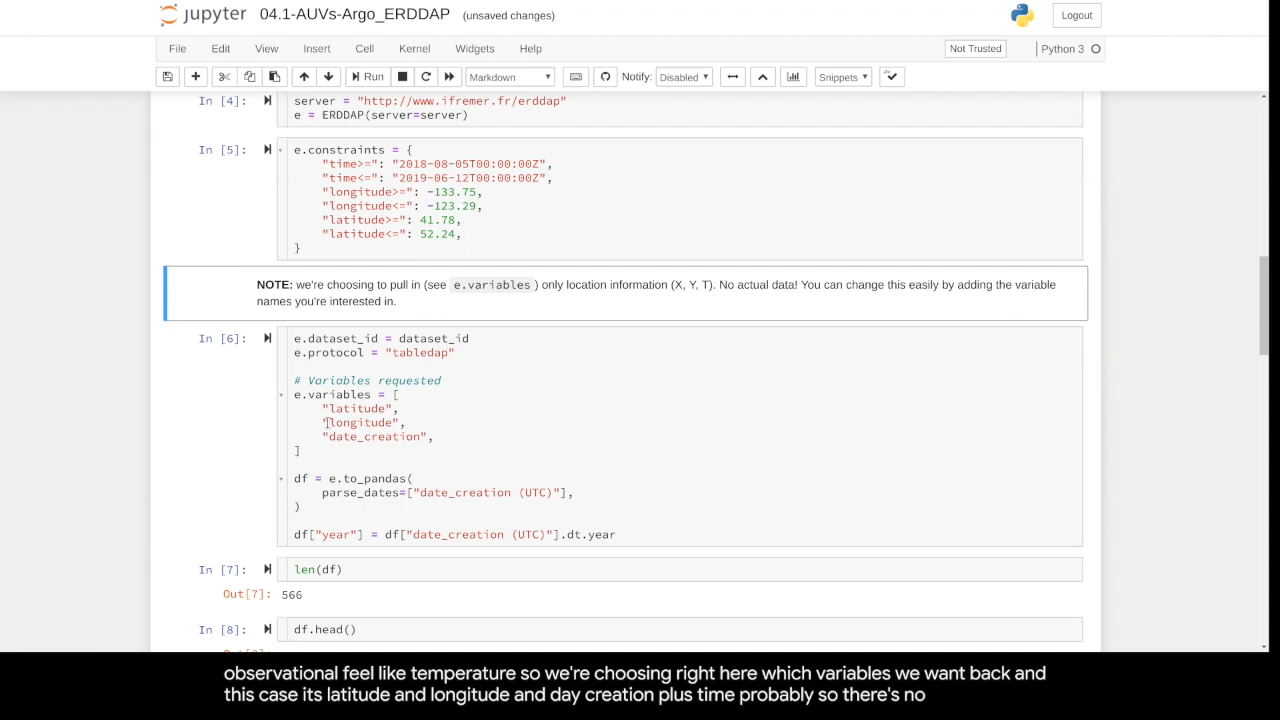 jupyter 04.1-AUVs-Argo_ERDDAP (unsaved changes) Logout
File Edit View Insert Cell Kernel Widgets Help Not Trusted Python 3
Run Markdown Notify: Disabled Snippets
In [4]: server = "http://www.ifremer.fr/erddap"
e = ERDDAP(server=server)
In [5]: e.constraints = {
"time>=": "2018-08-05T00:00:00Z",
"time<=": "2019-06-12T00:00:00Z",
"longitude>=": -133.75,
"longitude<=": -123.29,
"latitude>=": 41.78,
"latitude<=": 52.24,
}
NOTE: we're choosing to pull in (see e.variables ) only location information (X, Y, T). No actual data! You can change this easily by adding the variable
names you're interested in.
In [6]: e.dataset_id = dataset_id
e.protocol = "tabledap"
# Variables requested
e.variables = [
"latitude",
"longitude",
"date_creation",
]
df = e.to_pandas(
parse_dates=["date_creation (UTC)"],
)
df["year"] = df["date_creation (UTC)"].dt.year
In [7]: len(df)
Out[7]: 566
In [8]: df.head()
observational feel like temperature so we're choosing right here which variables we want back and
this case its latitude and longitude and day creation plus time probably so there's no